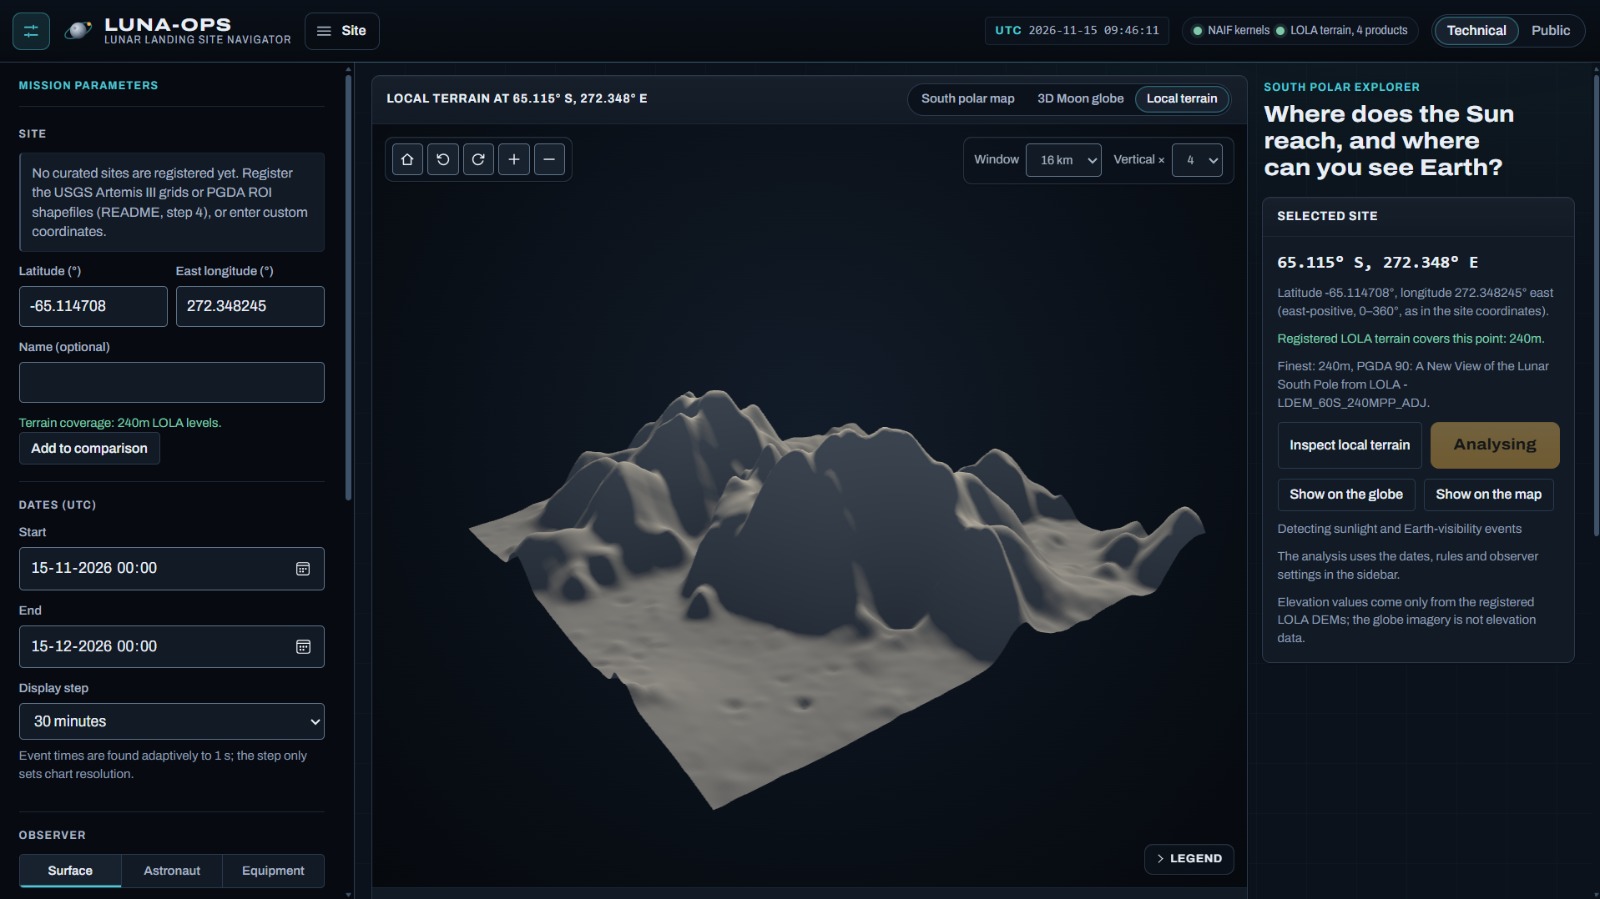 LUNA-OPS
LUNAR LANDING SITE NAVIGATOR
Site
UTC 2026-11-15 09:46:11
NAIF kernels
LOLA terrain, 4 products
Technical
Public
MISSION PARAMETERS
SITE
No curated sites are registered yet. Register
the USGS Artemis III grids or PGDA ROI
shapefiles (README, step 4), or enter custom
coordinates.
Latitude (°)
East longitude (°)
-65.114708
272.348245
Name (optional)
Terrain coverage: 240m LOLA levels.
Add to comparison
DATES (UTC)
Start
15-11-2026 00:00
End
15-12-2026 00:00
Display step
30 minutes
Event times are found adaptively to 1 s; the step only
sets chart resolution.
OBSERVER
Surface
Astronaut
Equipment
LOCAL TERRAIN AT 65.115° S, 272.348° E
South polar map
3D Moon globe
Local terrain
Window
16 km
Vertical ×
4
LEGEND
SOUTH POLAR EXPLORER
Where does the Sun
reach, and where
can you see Earth?
SELECTED SITE
65.115° S, 272.348° E
Latitude -65.114708°, longitude 272.348245° east
(east-positive, 0–360°, as in the site coordinates).
Registered LOLA terrain covers this point: 240m.
Finest: 240m, PGDA 90: A New View of the Lunar
South Pole from LOLA -
LDEM_60S_240MPP_ADJ.
Inspect local terrain
Analysing
Show on the globe
Show on the map
Detecting sunlight and Earth-visibility events
The analysis uses the dates, rules and observer
settings in the sidebar.
Elevation values come only from the registered
LOLA DEMs; the globe imagery is not elevation
data.